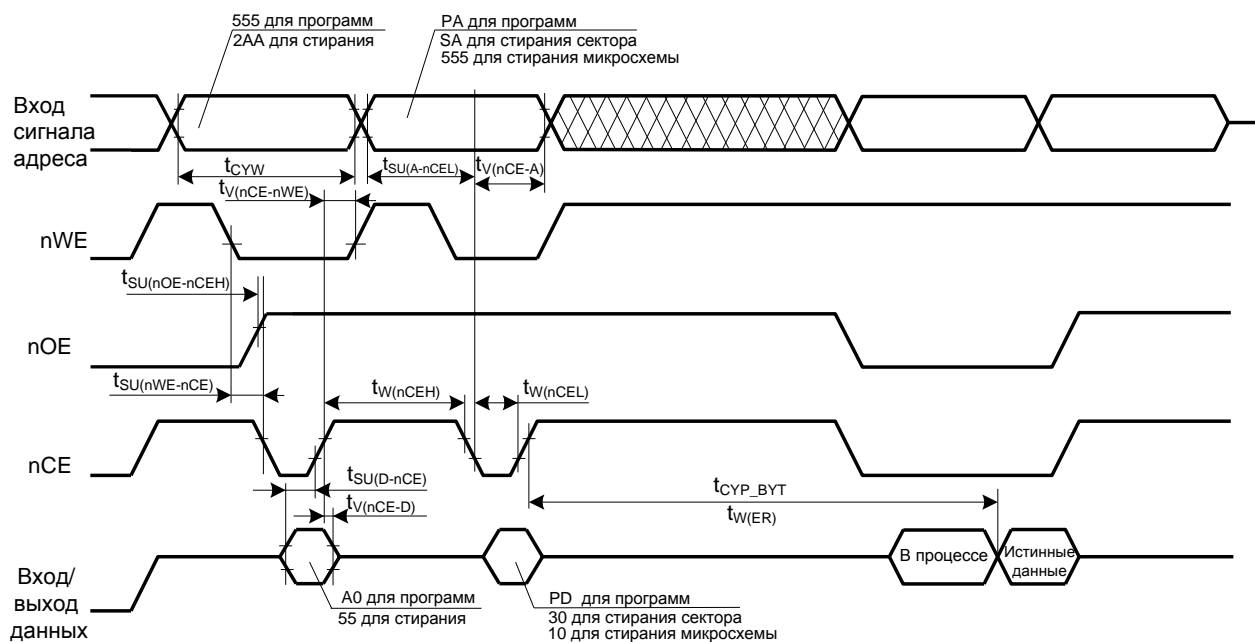 555 для программ
2AA для стирания
PA для программ
SA для стирания сектора
555 для стирания микросхемы
Вход
сигнала
адреса
tCYW
tSU(A-nCEL)
tV(nCE-A)
tV(nCE-nWE)
nWE
tSU(nOE-nCEH)
nOE
tSU(nWE-nCE)
tW(nCEH)
tW(nCEL)
nCE
tSU(D-nCE)
tV(nCE-D)
tCYP_BYT
tW(ER)
Вход/
выход
данных
В процессе
Истинные
данные
A0 для программ
55 для стирания
PD для программ
30 для стирания сектора
10 для стирания микросхемы